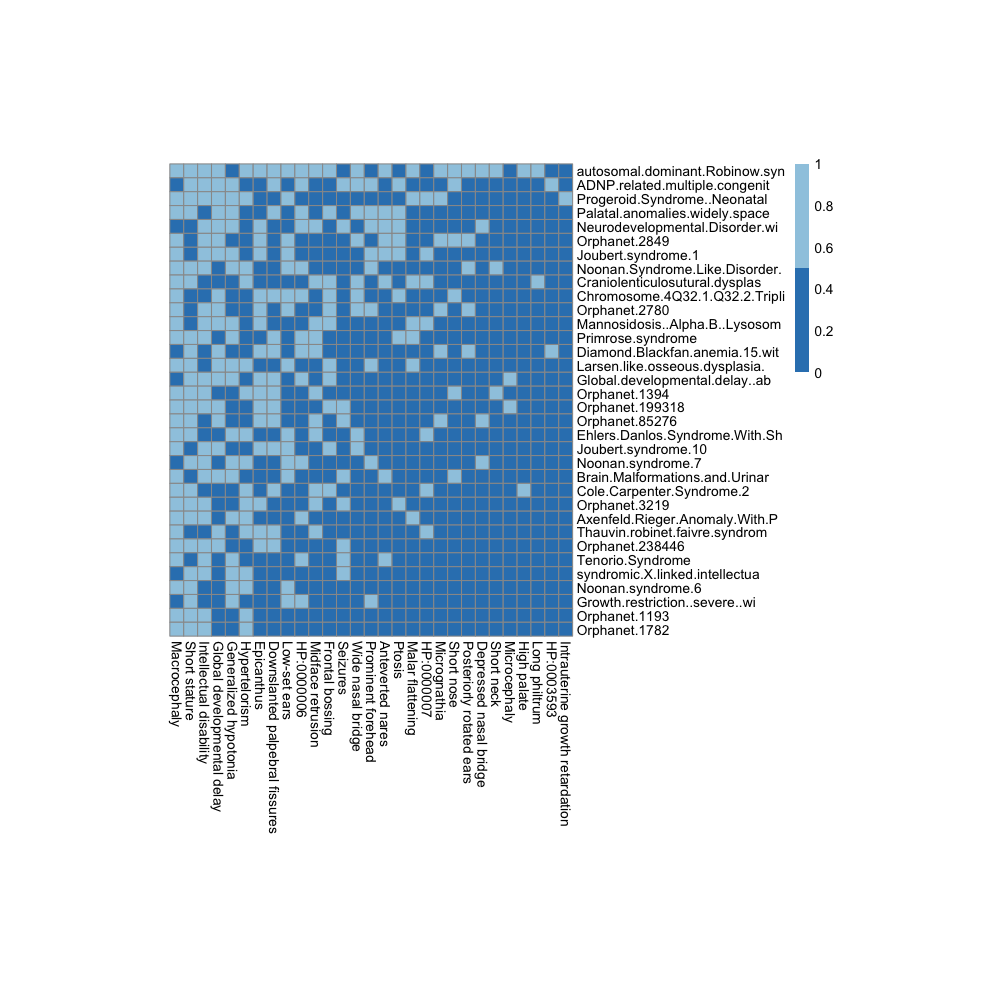 autosomal.dominant.Robinow.syn
ADNP.related.multiple.congenit
Progeroid.Syndrome..Neonatal
Palatal.anomalies.widely.space
Neurodevelopmental.Disorder.wi
Orphanet.2849
Joubert.syndrome.1
Noonan.Syndrome.Like.Disorder.
Craniolenticulosutural.dysplas
Chromosome.4Q32.1.Q32.2.Tripli
Orphanet.2780
Mannosidosis..Alpha.B..Lysosom
Primrose.syndrome
Diamond.Blackfan.anemia.15.wit
Larsen.like.osseous.dysplasia.
Global.developmental.delay..ab
Orphanet.1394
Orphanet.199318
Orphanet.85276
Ehlers.Danlos.Syndrome.With.Sh
Joubert.syndrome.10
Noonan.syndrome.7
Brain.Malformations.and.Urinar
Cole.Carpenter.Syndrome.2
Orphanet.3219
Axenfeld.Rieger.Anomaly.With.P
Thauvin.robinet.faivre.syndrom
Orphanet.238446
Tenorio.Syndrome
syndromic.X.linked.intellectua
Noonan.syndrome.6
Growth.restriction..severe..wi
Orphanet.1193
Orphanet.1782
1
0.8
0.6
0.4
0.2
0
Macrocephaly
Short stature
Intellectual disability
Global developmental delay
Generalized hypotonia
Hypertelorism
Epicanthus
Downslanted palpebral fissures
Low-set ears
HP:0000006
Midface retrusion
Frontal bossing
Seizures
Wide nasal bridge
Prominent forehead
Anteverted nares
Ptosis
Malar flattening
HP:0000007
Micrognathia
Short nose
Posteriorly rotated ears
Depressed nasal bridge
Short neck
Microcephaly
High palate
Long philtrum
HP:0003593
Intrauterine growth retardation